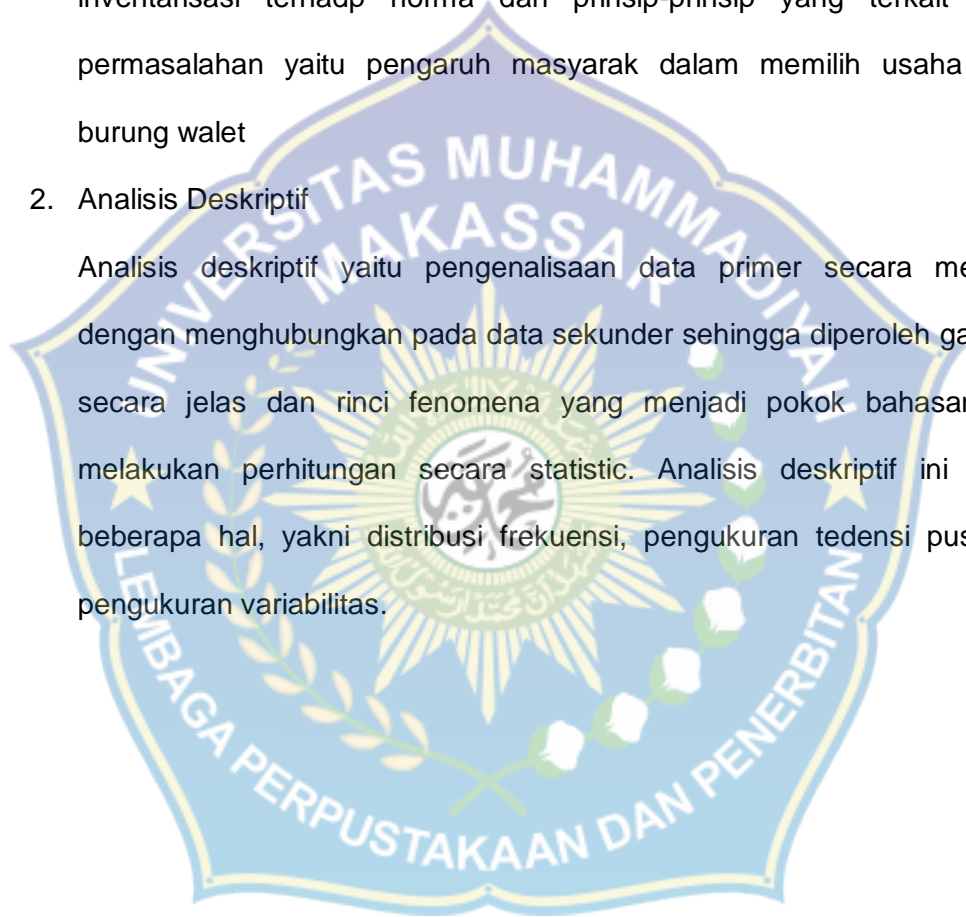 inventarisasi terhadp norma dan prinsip-prinsip yang terkait
permasalahan yaitu pengaruh masyarak dalam memilih usaha
burung walet
2. Analisis Deskriptif
Analisis deskriptif yaitu pengenalisaan data primer secara me
dengan menghubungkan pada data sekunder sehingga diperoleh ga
secara jelas dan rinci fenomena yang menjadi pokok bahasan
melakukan perhitungan secara statistic. Analisis deskriptif ini
beberapa hal, yakni distribusi frekuensi, pengukuran tedensi pus
pengukuran variabilitas.
UNIVERSITAS MUHAMMADIYAH
MAKASSAR
LEMBAGA PERPUSTAKAAN DAN PENERBITAN